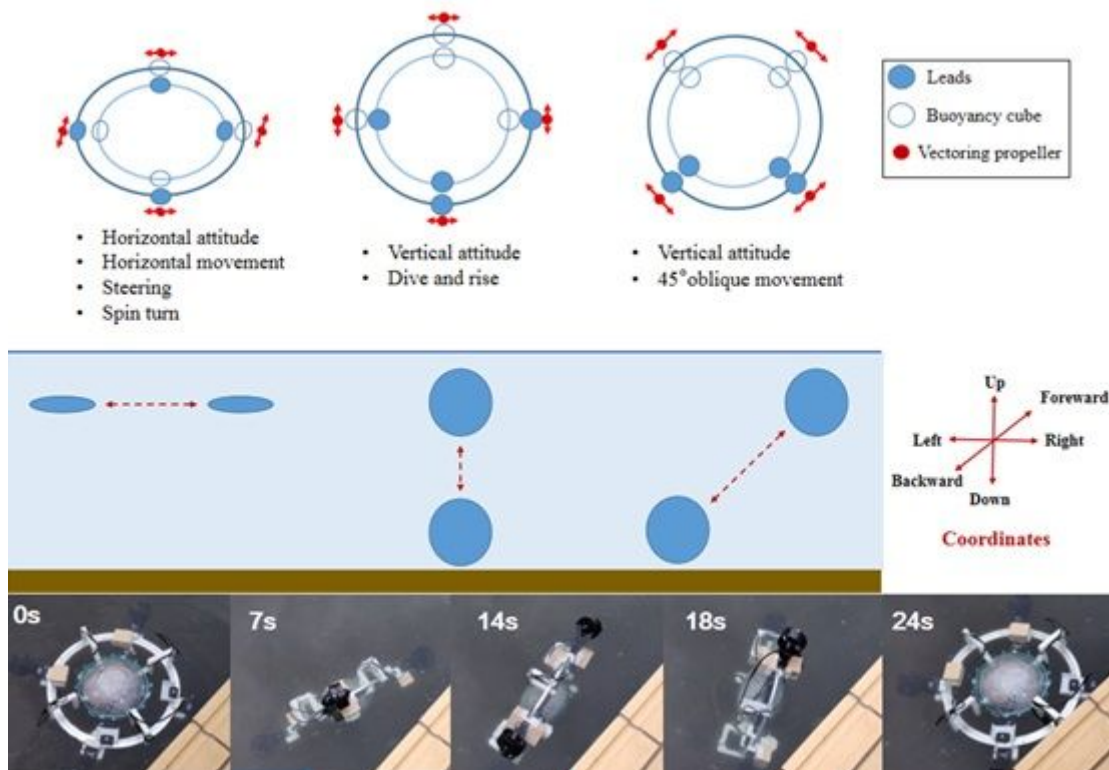 Leads
Buoyancy cube
Vectoring propeller
• Horizontal attitude
• Horizontal movement
• Steering
• Spin turn
• Vertical attitude
• Dive and rise
• Vertical attitude
• 45°oblique movement
Up
Foreward
Left
Right
Backward
Down
Coordinates
0s
7s
14s
18s
24s